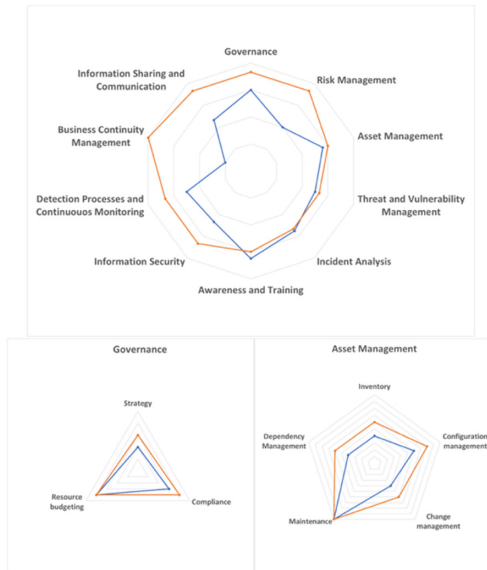 Governance
Information Sharing and
Communication
Risk Management
Business Continuity
Management
Asset Management
Detection Processes and
Continuouos Monitoring
Threat and Vulnerability
Management
Information Security
Incident Analysis
Awareness and Training
Governance
Strategy
Resource
budgeting
Compliance
Asset Management
Inventory
Dependency
Management
Configuration
management
Maintenance
Change
management